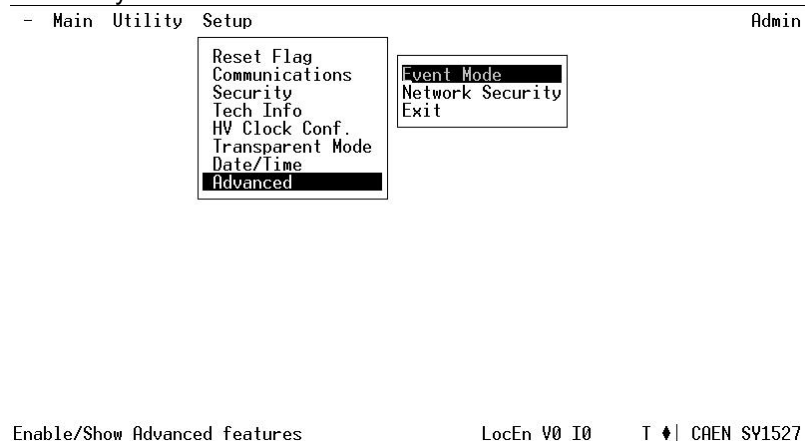 - Main Utility Setup Admin
Reset Flag
Communications
Security
Tech Info
HV Clock Conf.
Transparent Mode
Date/Time
Advanced
Event Mode
Network Security
Exit
Enable/Show Advanced features LocEn V0 I0 T ♦| CAEN SY1527